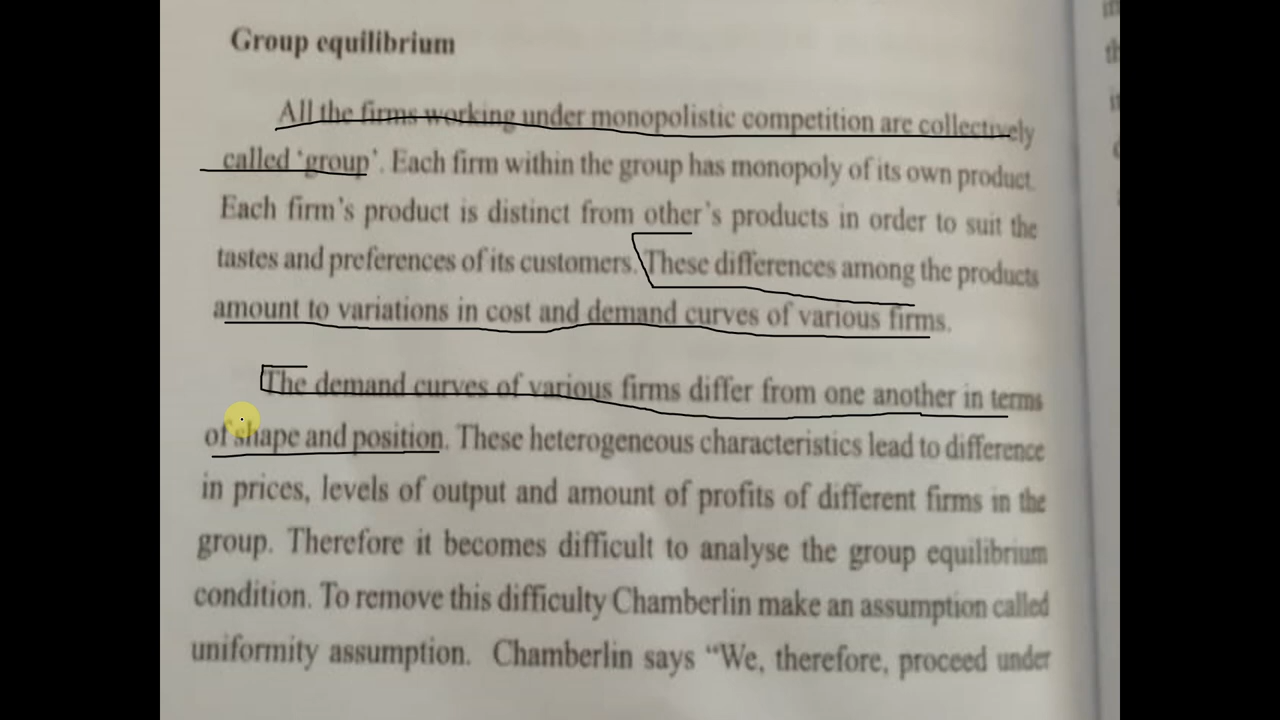 Group equilibrium
All the firms working under monopolistic competition are collectively
called 'group'. Each firm within the group has monopoly of its own product.
Each firm's product is distinct from other's products in order to suit the
tastes and preferences of its customers. These differences among the products
amount to variations in cost and demand curves of various firms.
The demand curves of various firms differ from one another in terms
of shape and position. These heterogeneous characteristics lead to difference
in prices, levels of output and amount of profits of different firms in the
group. Therefore it becomes difficult to analyse the group equilibrium
condition. To remove this difficulty Chamberlin make an assumption called
uniformity assumption. Chamberlin says "We, therefore, proceed under